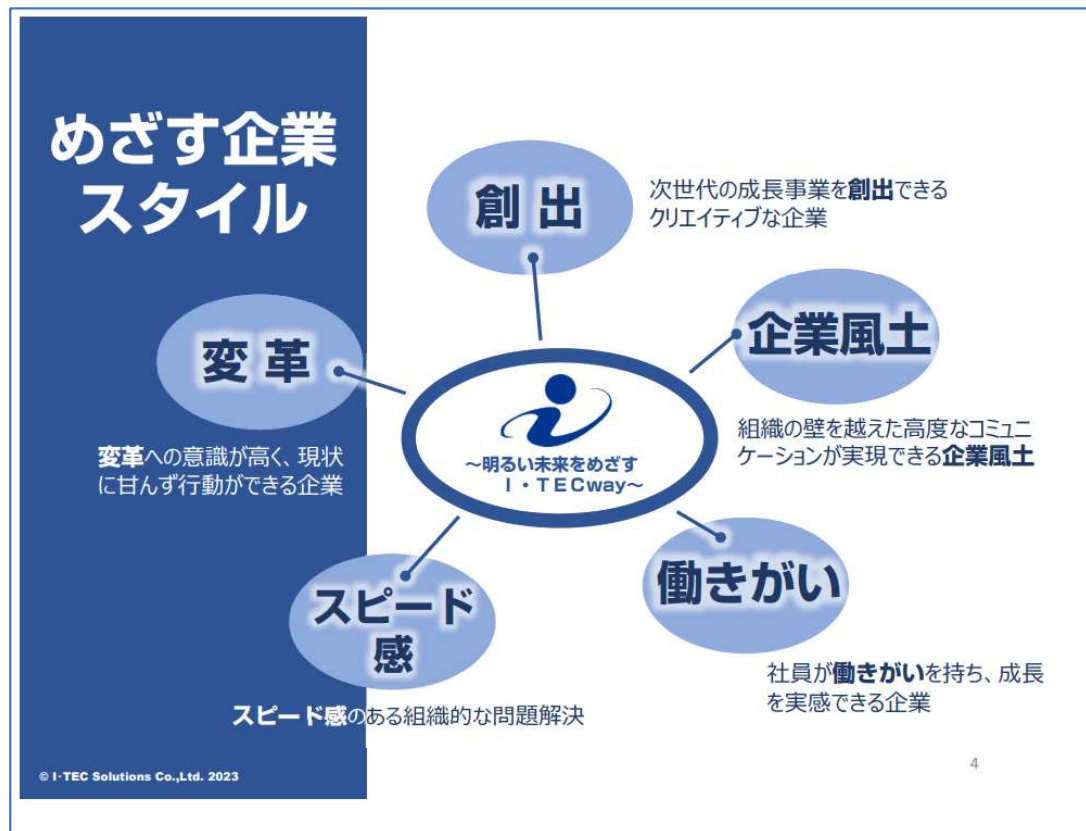 めざす企業
スタイル
創出
次世代の成長事業を創出できる
クリエイティブな企業
企業風土
組織の壁を越えた高度なコミュニ
ケーションが実現できる企業風土
変革
変革への意識が高く、現状
に甘んず行動ができる企業
～明るい未来をめざす
I・TECway～
働きがい
社員が働きがいを持ち、成長
を実感できる企業
スピード
感
スピード感のある組織的な問題解決
© I・TEC Solutions Co.,Ltd. 2023
4